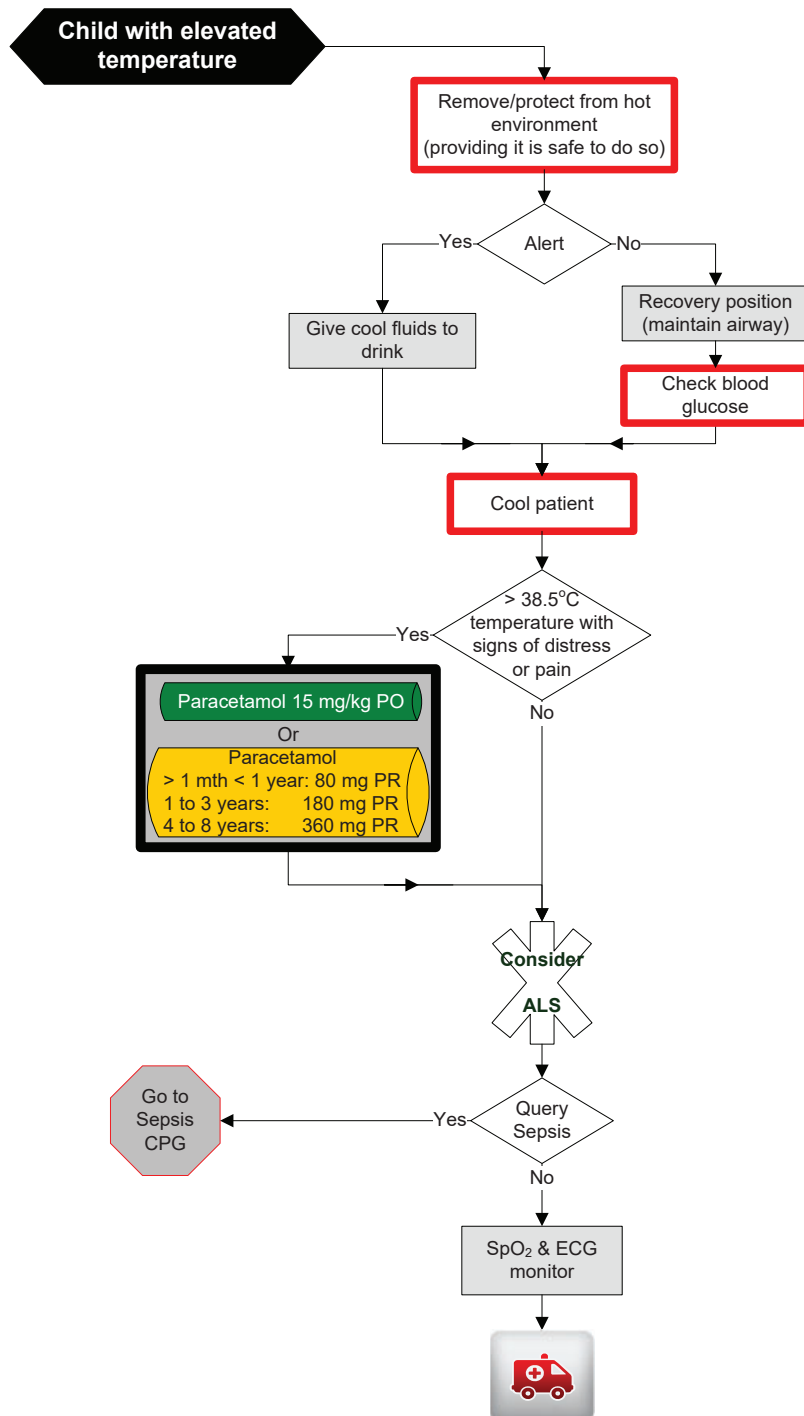 Child with elevated
temperature
Remove/protect from hot
environment
(providing it is safe to do so)
Alert
Yes
No
Give cool fluids to
drink
Recovery position
(maintain airway)
Check blood
glucose
Cool patient
> 38.5°C
temperature with
signs of distress
or pain
Yes
No
Paracetamol 15 mg/kg PO
Or
Paracetamol
> 1 mth < 1 year: 80 mg PR
1 to 3 years: 180 mg PR
4 to 8 years: 360 mg PR
Consider
ALS
Query
Sepsis
Yes
No
Go to
Sepsis
CPG
SpO₂ & ECG
monitor